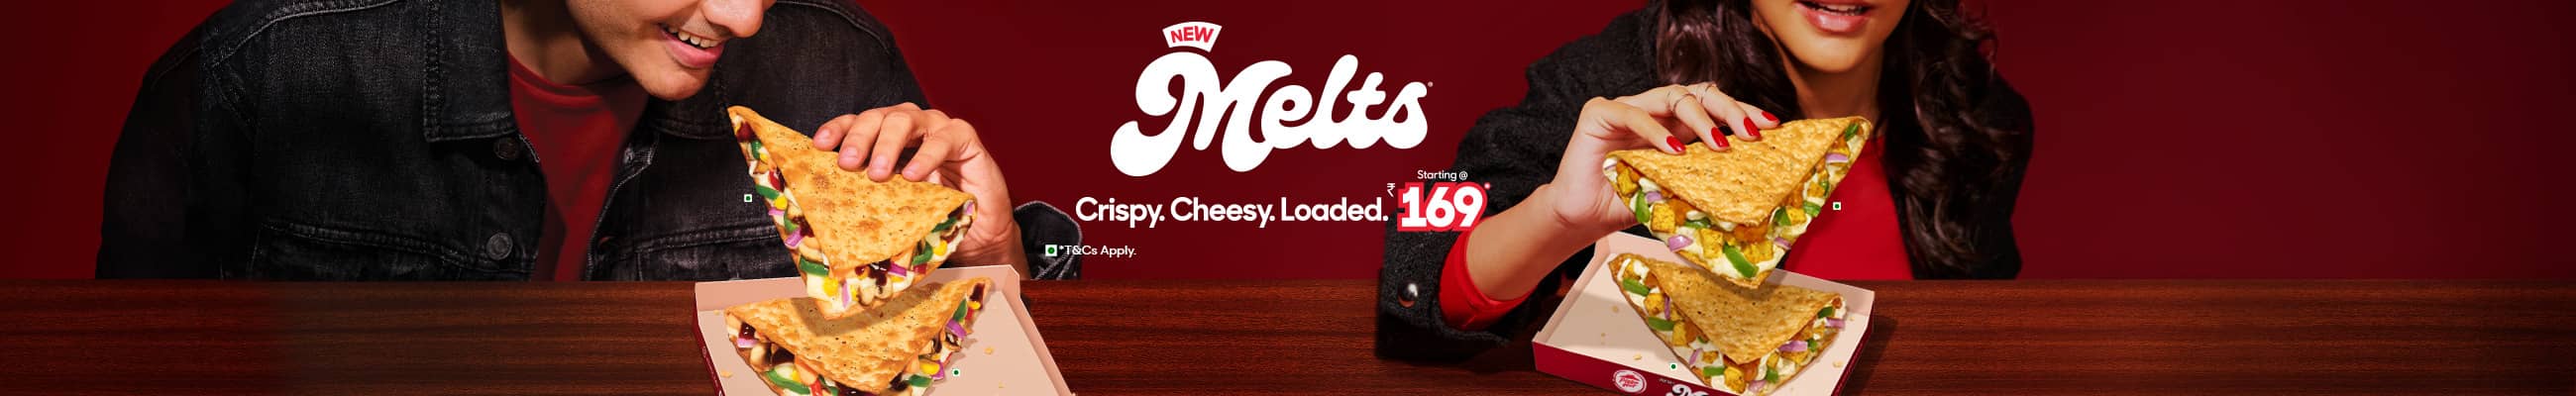 NEW
Melts
Starting @
Crispy. Cheesy. Loaded. ₹169*
*T&Cs Apply.